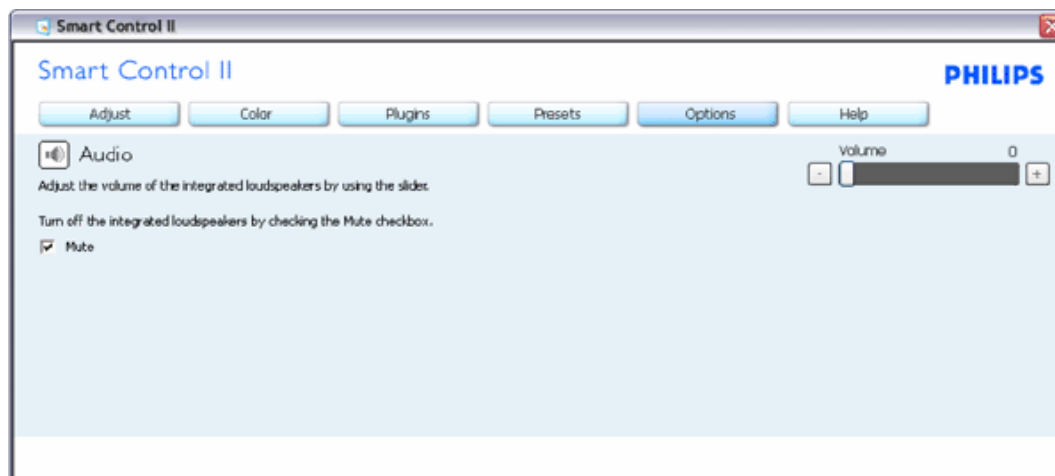 Smart Control II
Smart Control II
PHILIPS
Adjust
Color
Plugins
Presets
Options
Help
Audio
Volume 0
- +
Adjust the volume of the integrated loudspeakers by using the slider.
Turn off the integrated loudspeakers by checking the Mute checkbox.
Mute